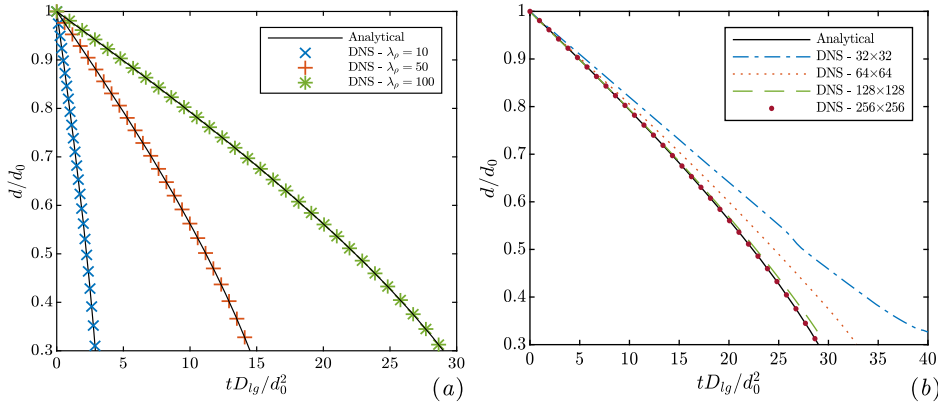 Analytical
DNS - λρ = 10
DNS - λρ = 50
DNS - λρ = 100
1
0.9
0.8
0.7
0.6
0.5
0.4
0.3
d/d0
0 5 10 15 20 25 30
tDlg/d0^2
(a)
Analytical
DNS - 32×32
DNS - 64×64
DNS - 128×128
DNS - 256×256
1
0.9
0.8
0.7
0.6
0.5
0.4
0.3
d/d0
0 5 10 15 20 25 30 35 40
tDlg/d0^2
(b)